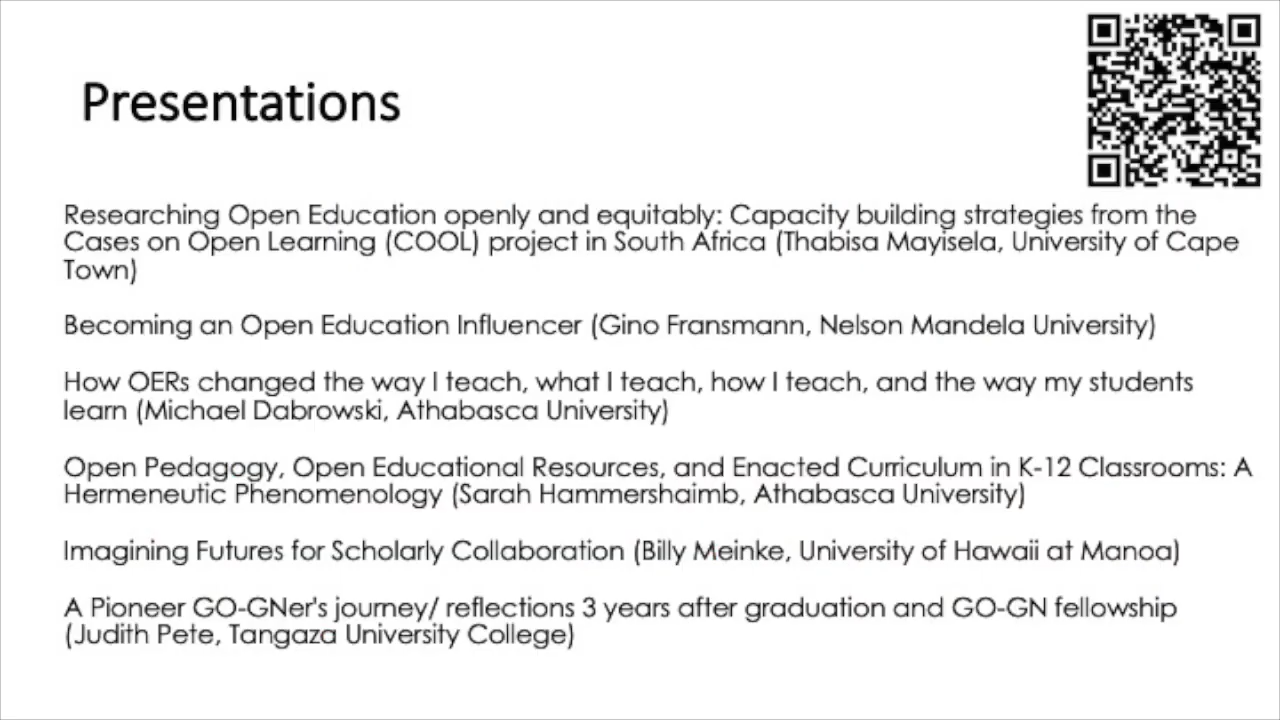 Presentations
Researching Open Education openly and equitably: Capacity building strategies from the
Cases on Open Learning (COOL) project in South Africa (Thabisa Mayisela, University of Cape
Town)
Becoming an Open Education Influencer (Gino Fransmann, Nelson Mandela University)
How OERs changed the way I teach, what I teach, how I teach, and the way my students
learn (Michael Dabrowski, Athabasca University)
Open Pedagogy, Open Educational Resources, and Enacted Curriculum in K-12 Classrooms: A
Hermeneutic Phenomenology (Sarah Hammershaimb, Athabasca University)
Imagining Futures for Scholarly Collaboration (Billy Meinke, University of Hawaii at Manoa)
A Pioneer GO-GNer's journey/ reflections 3 years after graduation and GO-GN fellowship
(Judith Pete, Tangaza University College)